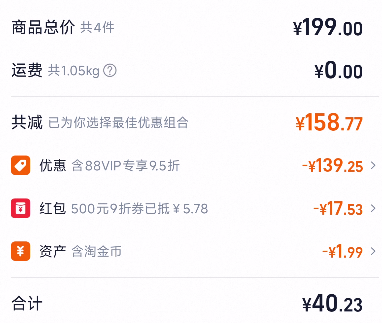 商品总价 共4件 ¥199.00
运费 共1.05kg ? ¥0.00
共减 已为你选择最佳优惠组合 ¥158.77
优惠 含88VIP专享9.5折 -¥139.25 >
¥ 红包 500元9折券已抵￥5.78 -¥17.53 >
¥ 资产 含淘金币 -¥1.99 >
合计 ¥40.23